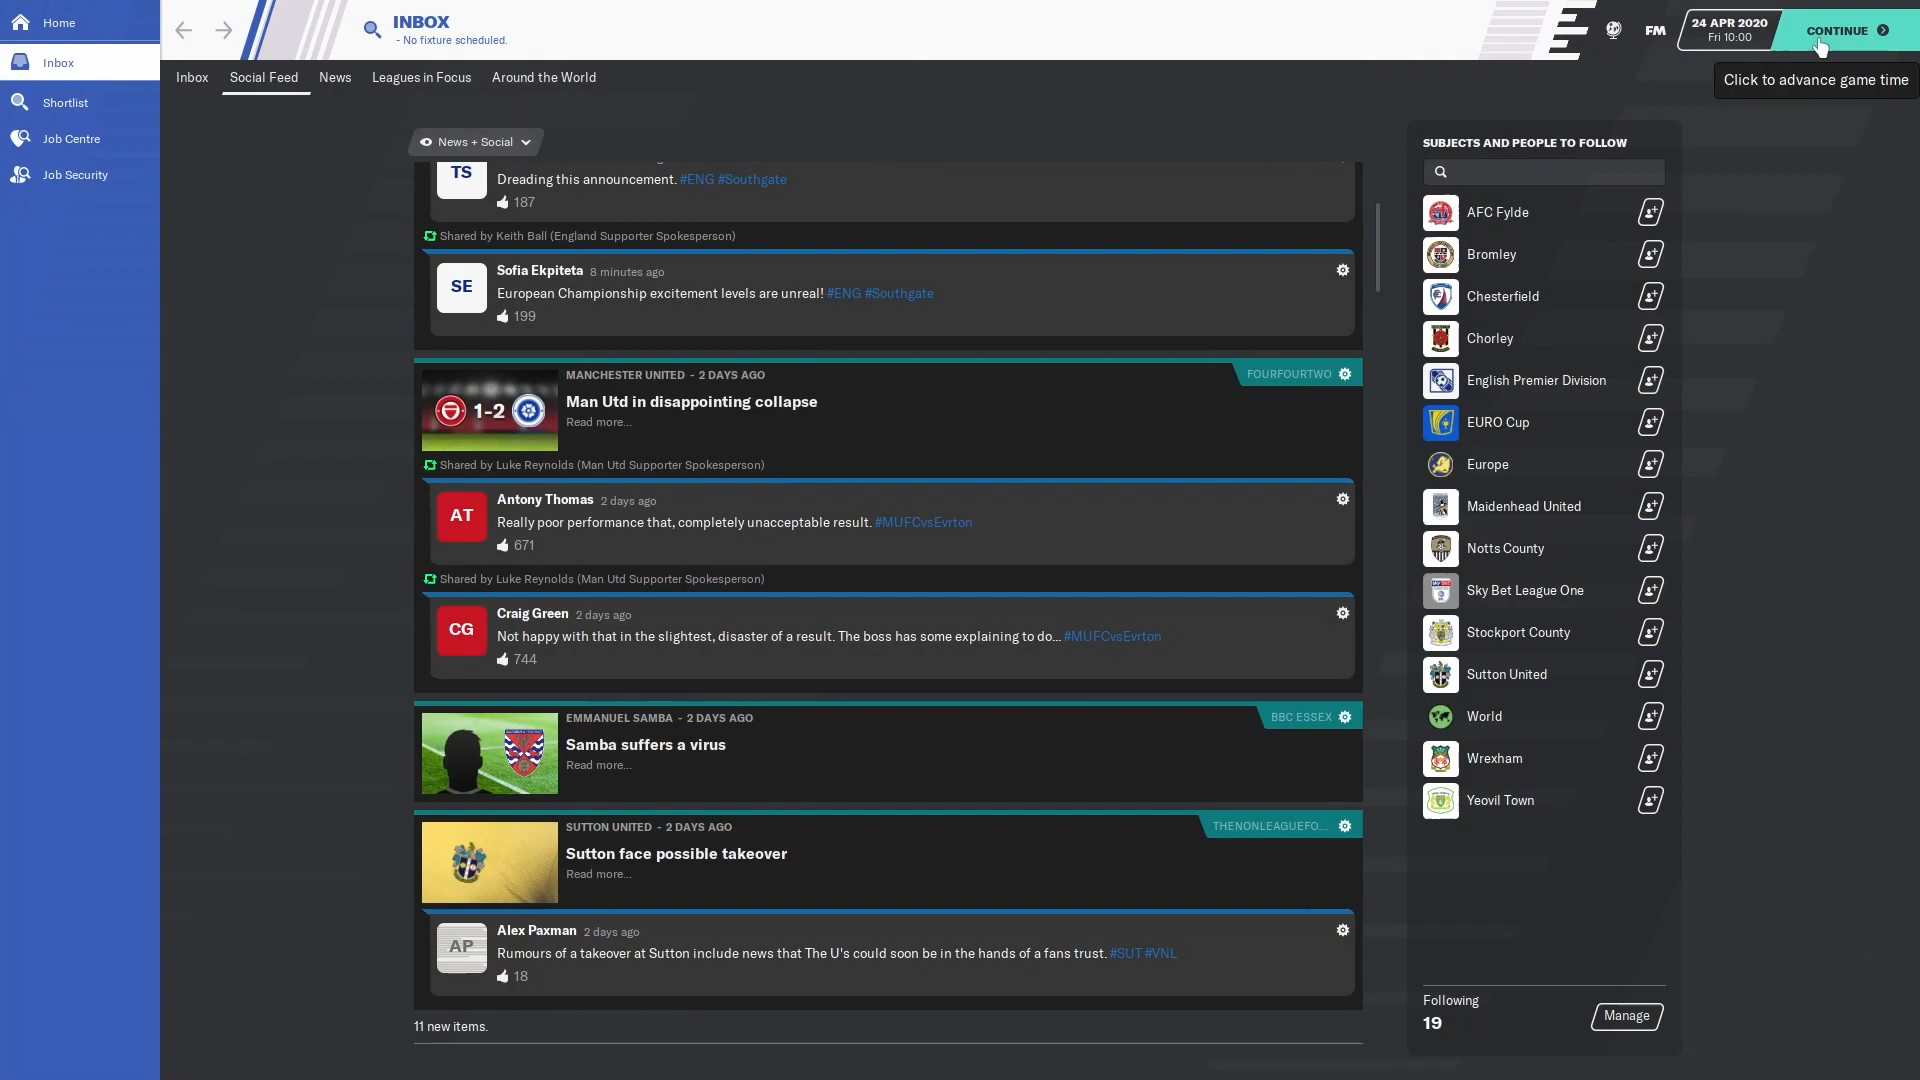 Home
Inbox
Shortlist
Job Centre
Job Security
INBOX
- No fixture scheduled.
FM
24 APR 2020
Fri 10:00
CONTINUE
Click to advance game time
Inbox
Social Feed
News
Leagues in Focus
Around the World
News + Social
TS
Dreading this announcement. #ENG #Southgate
187
Shared by Keith Ball (England Supporter Spokesperson)
SE
Sofia Ekpiteta 8 minutes ago
European Championship excitement levels are unreal! #ENG #Southgate
199
MANCHESTER UNITED - 2 DAYS AGO
FOURFOURTWO
1-2
Man Utd in disappointing collapse
Read more...
Shared by Luke Reynolds (Man Utd Supporter Spokesperson)
AT
Antony Thomas 2 days ago
Really poor performance that, completely unacceptable result. #MUFCvsEvrton
671
Shared by Luke Reynolds (Man Utd Supporter Spokesperson)
CG
Craig Green 2 days ago
Not happy with that in the slightest, disaster of a result. The boss has some explaining to do... #MUFCvsEvrton
744
EMMANUEL SAMBA - 2 DAYS AGO
BBC ESSEX
Samba suffers a virus
Read more...
SUTTON UNITED - 2 DAYS AGO
THENONLEAGUEFO...
Sutton face possible takeover
Read more...
AP
Alex Paxman 2 days ago
Rumours of a takeover at Sutton include news that The U's could soon be in the hands of a fans trust. #SUT #VNL
18
11 new items.
SUBJECTS AND PEOPLE TO FOLLOW
AFC Fylde
Bromley
Chesterfield
Chorley
English Premier Division
EURO Cup
Europe
Maidenhead United
Notts County
Sky Bet League One
Stockport County
Sutton United
World
Wrexham
Yeovil Town
Following
19
Manage